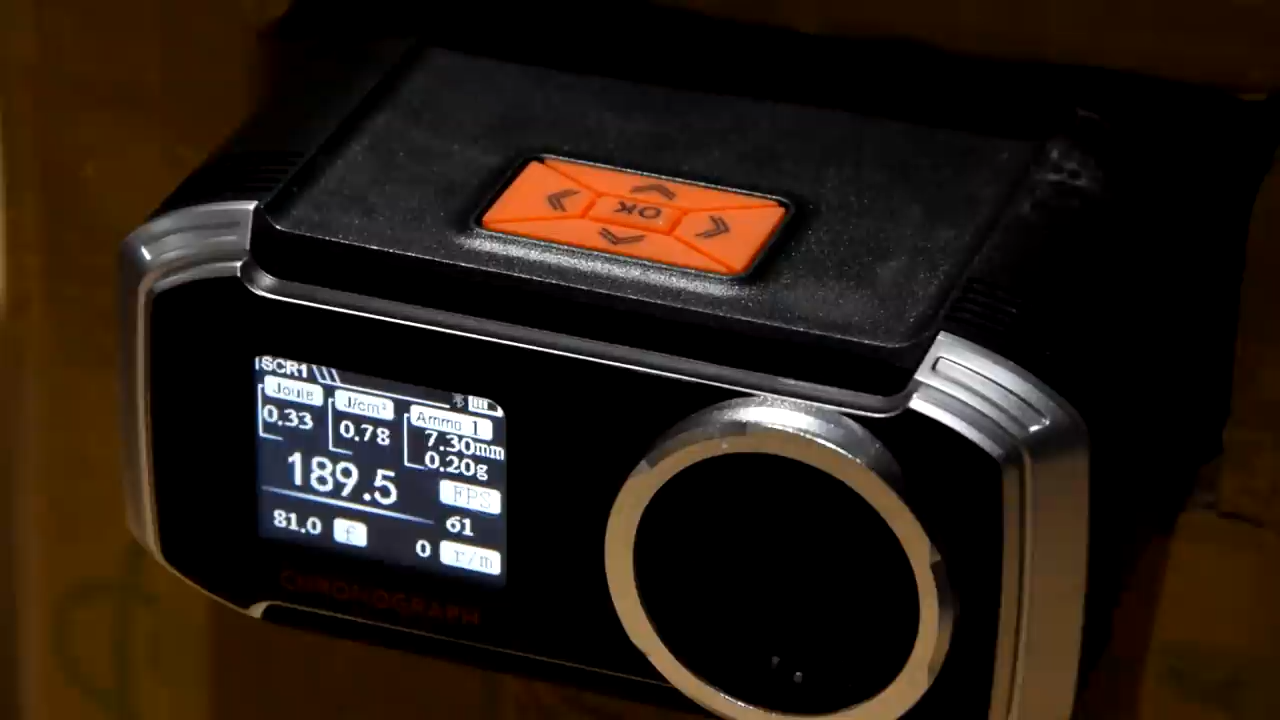 OK
SCR1
Joule J/cm² Ammo 1
0.33 0.78 7.30mm
0.20g
189.5 FPS
81.0 f 61
0 r/m
CHRONOGRAPH